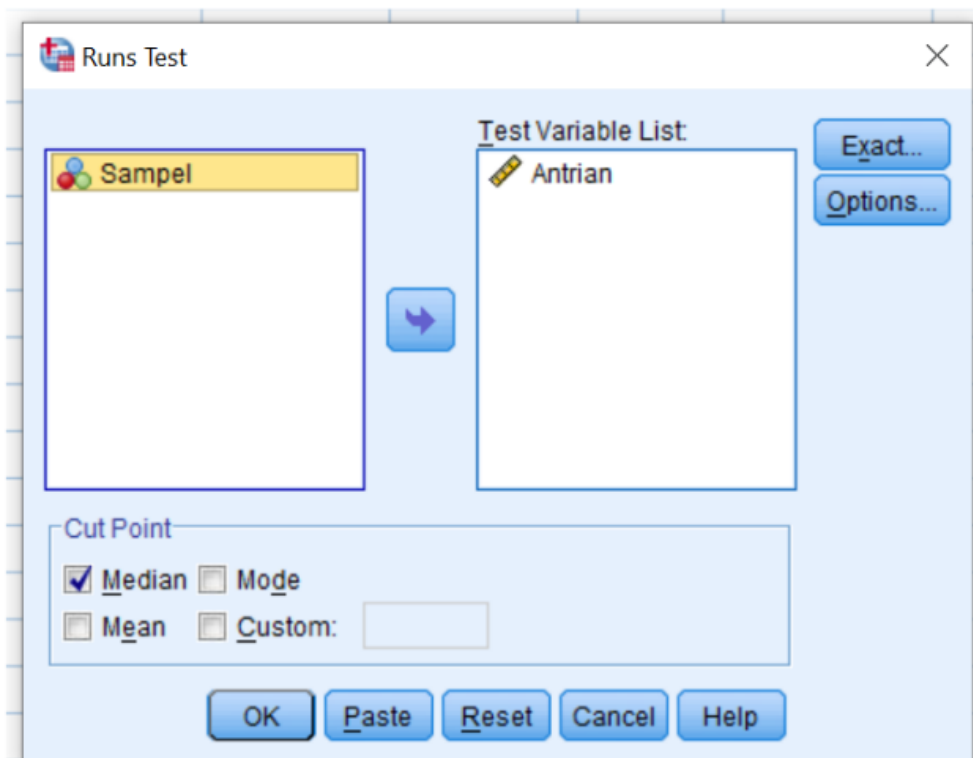 Runs Test
Test Variable List:
Sampel
Antrian
Exact...
Options...
Cut Point
Median Mode
Mean Custom:
OK Paste Reset Cancel Help